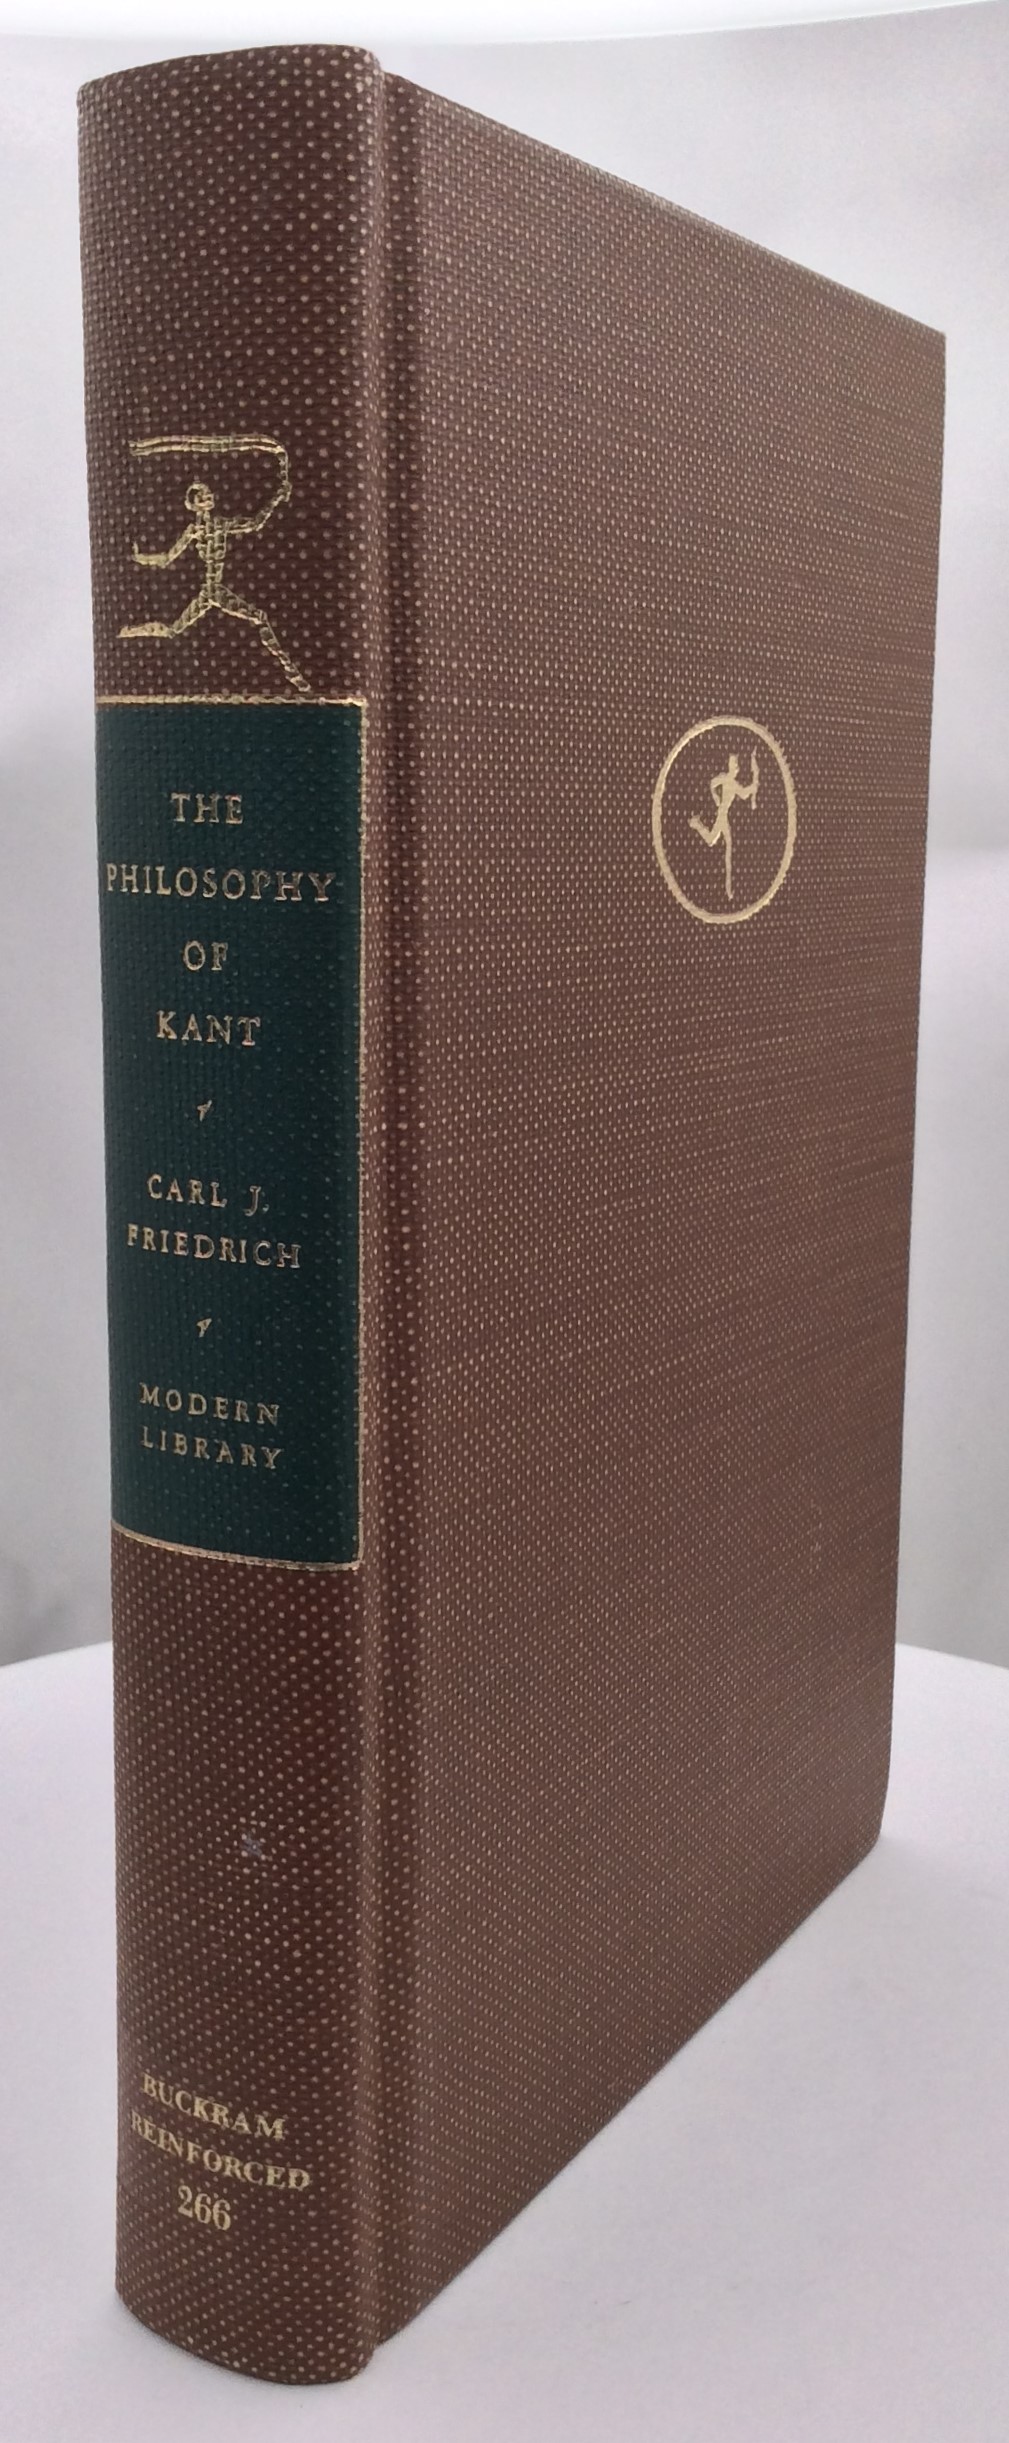 THE
PHILOSOPHY
OF
KANT
CARL J.
FRIEDRICH
MODERN
LIBRARY
BUCKRAM
REINFORCED
266